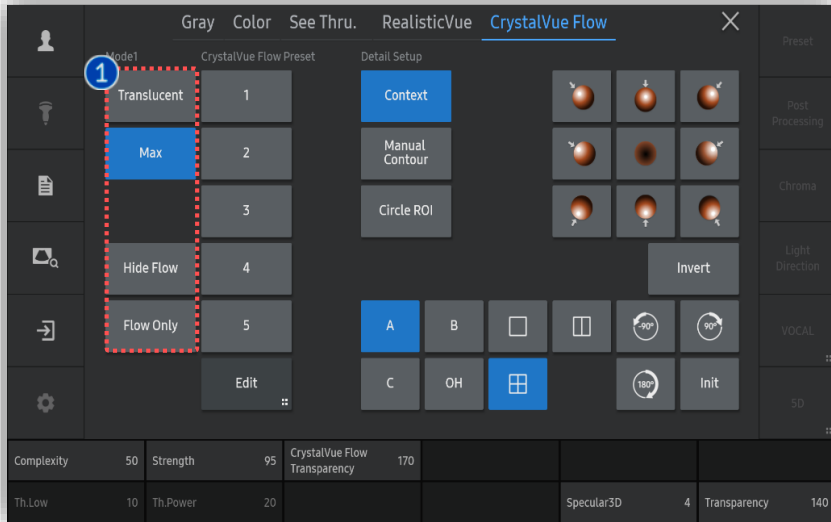 Gray Color See Thru. RealisticVue CrystalVue Flow
Mode1 CrystalVue Flow Preset Detail Setup
1
Translucent 1 Context
Max 2 Manual
Contour
3 Circle ROI
Hide Flow 4 Invert
Flow Only 5 A B -90° 90°
Edit C OH 180° Init
Preset
Post
Processing
Chroma
Light
Direction
VOCAL
SD
Complexity 50 Strength 95 CrystalVue Flow
Transparency 170
Th.Low 10 Th.Power 20 Specular3D 4 Transparency 140